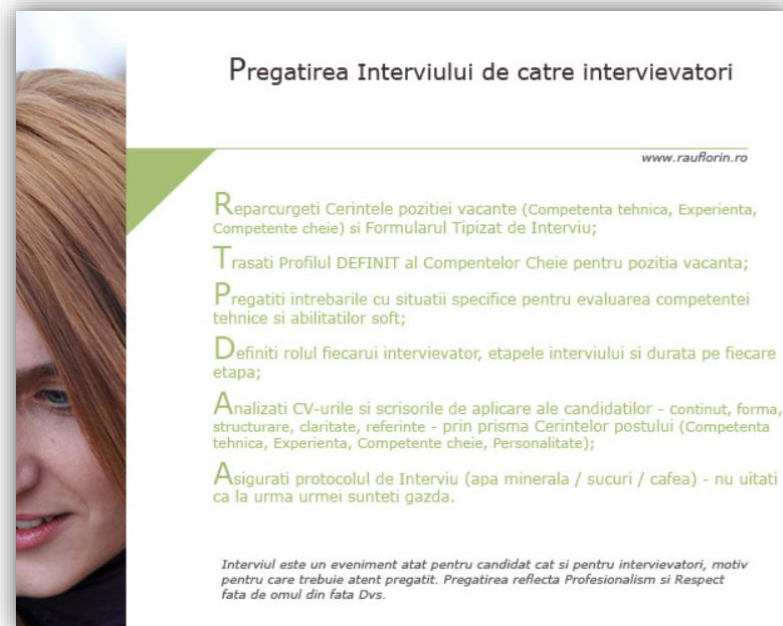 Pregatirea Interviului de catre intervievatori
www.rauflorin.ro
Reparcurgeti Cerintele pozitiei vacante (Competenta tehnica, Experienta,
Competente cheie) si Formularul Tipizat de Interviu;
Trasati Profilul DEFINIT al Compentelor Cheie pentru pozitia vacanta;
Pregatiti intrebarile cu situatii specifice pentru evaluarea competentei
tehnice si abilitatilor soft;
Definiti rolul fiecarui intervievator, etapele interviului si durata pe fiecare
etapa;
Analizati CV-urile si scrisorile de aplicare ale candidatilor - continut, forma,
structurare, claritate, referinte - prin prisma Cerintelor postului (Competenta
tehnica, Experienta, Competente cheie, Personalitate);
Asigurati protocolul de Interviu (apa minerala / sucuri / cafea) - nu uitati
ca la urma urmei sunteti gazda.
Interviul este un eveniment atat pentru candidat cat si pentru intervievatori, motiv
pentru care trebuie atent pregatit. Pregatirea reflecta Profesionalism si Respect
fata de omul din fata Dvs.